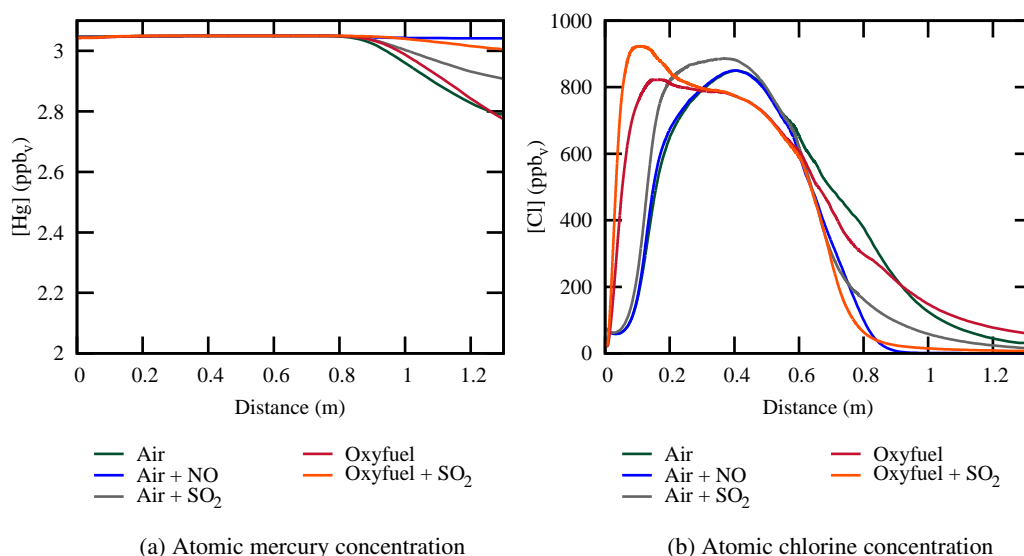 [Hg] (ppb_v)
3
2.8
2.6
2.4
2.2
2
0 0.2 0.4 0.6 0.8 1 1.2
Distance (m)
Air
Air + NO
Air + SO₂
Oxyfuel
Oxyfuel + SO₂
(a) Atomic mercury concentration
[Cl] (ppb_v)
1000
800
600
400
200
0
0 0.2 0.4 0.6 0.8 1 1.2
Distance (m)
Air
Air + NO
Air + SO₂
Oxyfuel
Oxyfuel + SO₂
(b) Atomic chlorine concentration